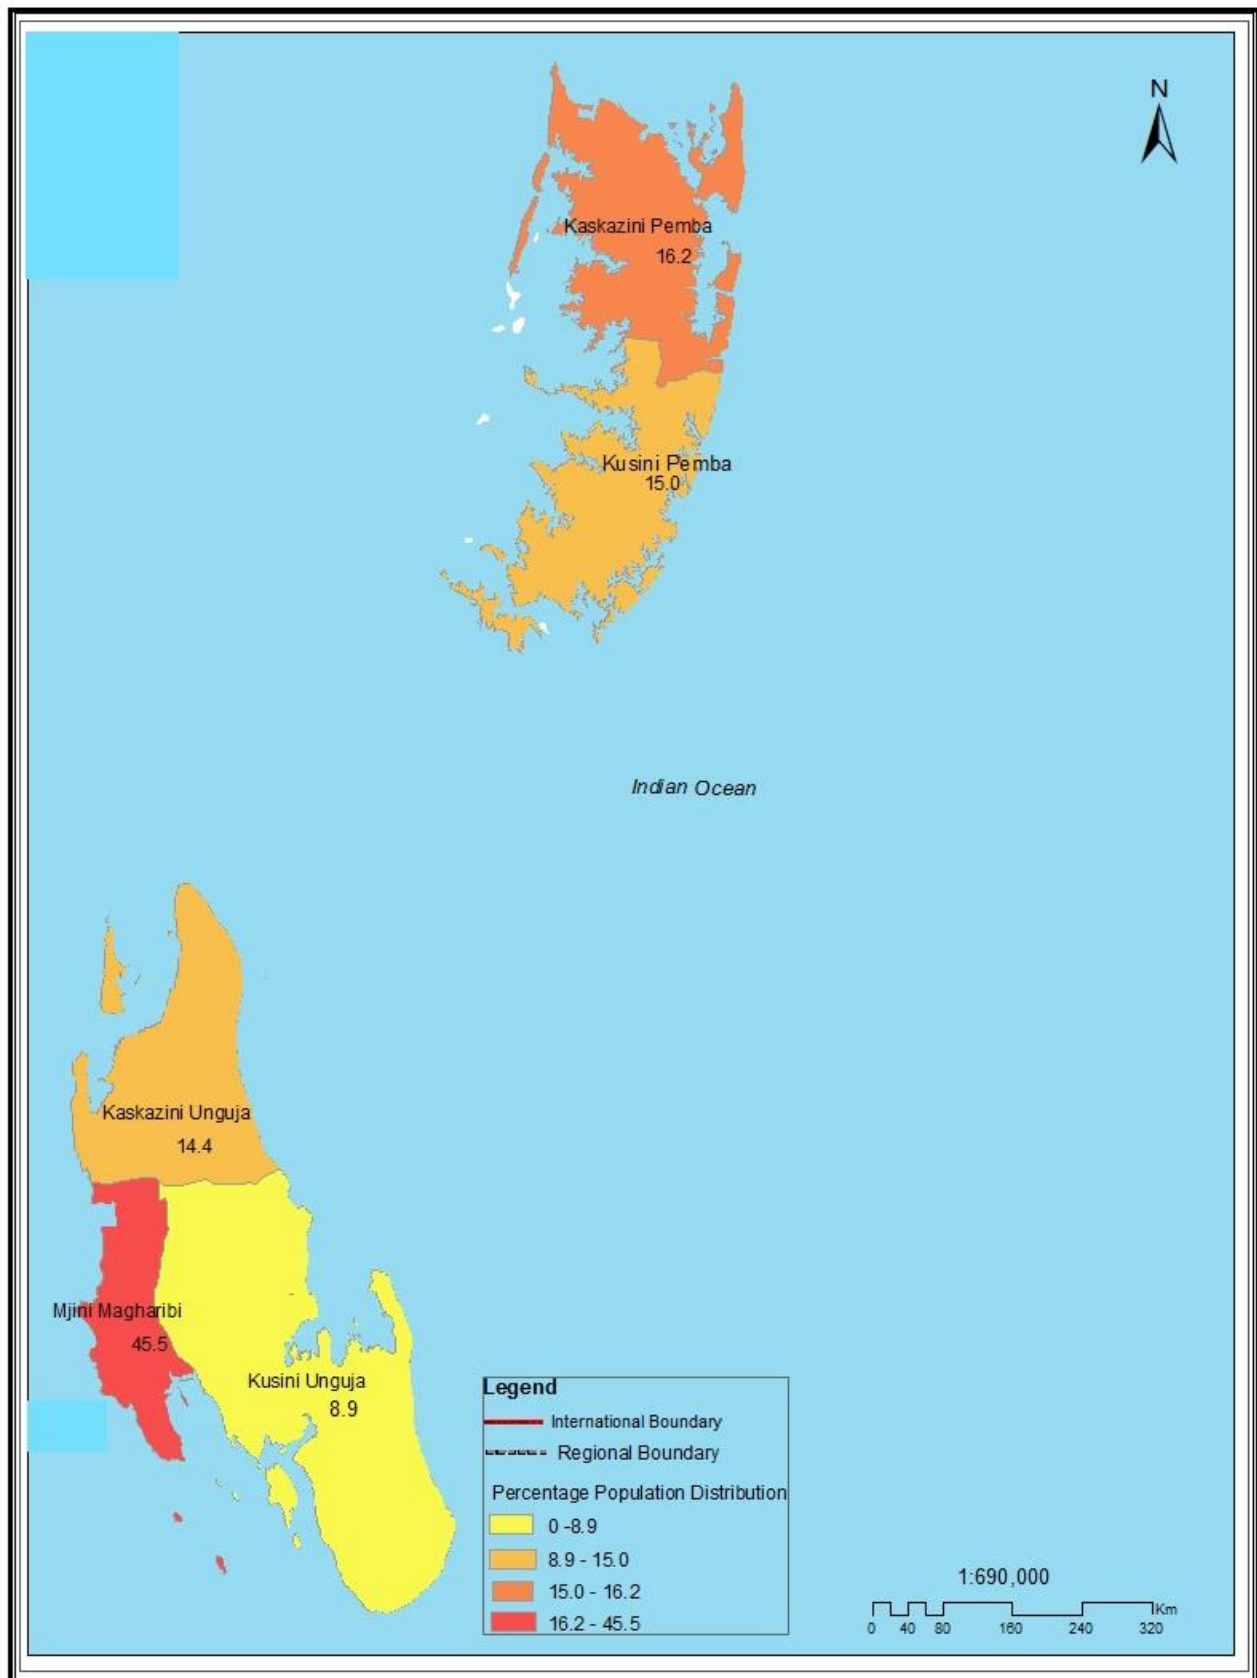 N
Kaskazini Pemba
16.2
Kusini Pemba
15.0
Indian Ocean
Kaskazini Unguja
14.4
Mjini Magharibi
45.5
Kusini Unguja
8.9
Legend
International Boundary
Regional Boundary
Percentage Population Distribution
0 -8.9
8.9 - 15.0
15.0 - 16.2
16.2 - 45.5
1:690,000
Km
0 40 80 160 240 320